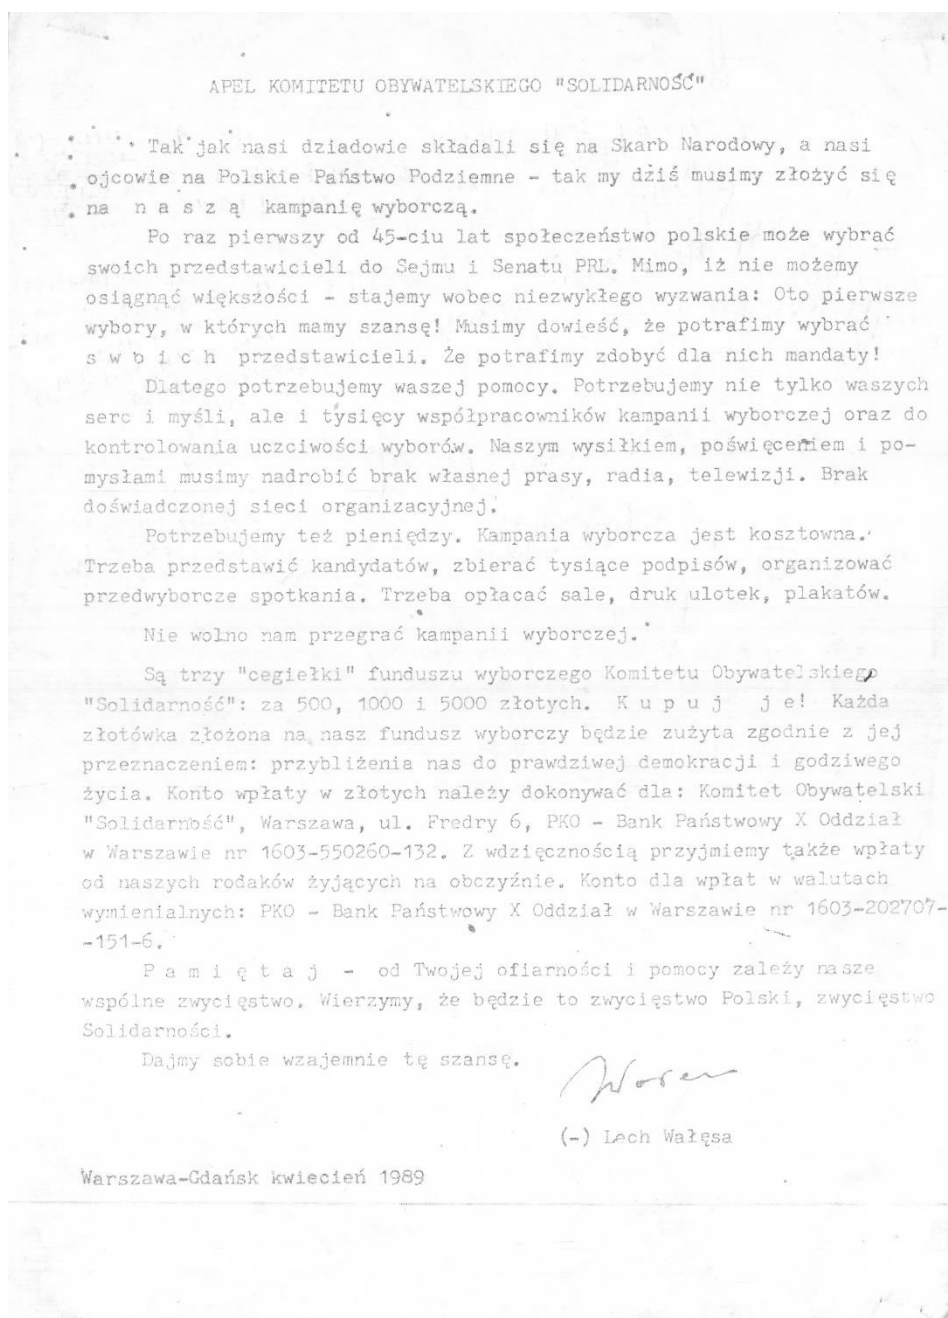 APEL KOMITETU OBYWATELSKIEGO "SOLIDARNOŚĆ"
Tak jak nasi dziadowie składali się na Skarb Narodowy, a nasi
ojcowie na Polskie Państwo Podziemne - tak my dziś musimy złożyć się
na n a s z ą kampanię wyborczą.
Po raz pierwszy od 45-ciu lat społeczeństwo polskie może wybrać
swoich przedstawicieli do Sejmu i Senatu PRL. Mimo, iż nie możemy
osiągnąć większości - stajemy wobec niezwykłego wyzwania: Oto pierwsze
wybory, w których mamy szansę! Musimy dowieść, że potrafimy wybrać
s w o i c h przedstawicieli. Że potrafimy zdobyć dla nich mandaty!
Dlatego potrzebujemy waszej pomocy. Potrzebujemy nie tylko waszych
serc i myśli, ale i tysięcy współpracowników kampanii wyborczej oraz do
kontrolowania uczciwości wyborów. Naszym wysiłkiem, poświęceniem i po-
mysłami musimy nadrobić brak własnej prasy, radia, telewizji. Brak
doświadczonej sieci organizacyjnej.
Potrzebujemy też pieniędzy. Kampania wyborcza jest kosztowna.
Trzeba przedstawić kandydatów, zbierać tysiące podpisów, organizować
przedwyborcze spotkania. Trzeba opłacać sale, druk ulotek, plakatów.
Nie wolno nam przegrać kampanii wyborczej.
Są trzy "cegiełki" funduszu wyborczego Komitetu Obywatelskiego
"Solidarność": za 500, 1000 i 5000 złotych. K u p u j j e! Każda
złotówka złożona na nasz fundusz wyborczy będzie zużyta zgodnie z jej
przeznaczeniem: przybliżenia nas do prawdziwej demokracji i godziwego
życia. Konto wpłaty w złotych należy dokonywać dla: Komitet Obywatelski
"Solidarność", Warszawa, ul. Fredry 6, PKO - Bank Państwowy X Oddział
w Warszawie nr 1603-550260-132. Z wdzięcznością przyjmiemy także wpłaty
od naszych rodaków żyjących na obczyźnie. Konto dla wpłat w walutach
wymienialnych: PKO - Bank Państwowy X Oddział w Warszawie nr 1603-202707-
-151-6.
P a m i ę t a j - od Twojej ofiarności i pomocy zależy nasze
wspólne zwycięstwo. Wierzymy, że będzie to zwycięstwo Polski, zwycięstwo
Solidarności.
Dajmy sobie wzajemnie tę szansę.
(-) Lech Wałęsa
Warszawa-Gdańsk kwiecień 1989